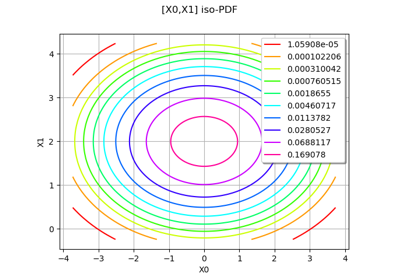 [X0,X1] iso-PDF
1.05908e-05
0.000102206
0.000310042
0.000760515
0.0018655
0.00460717
0.0113782
0.0280527
0.0688117
0.169078
4
3
2
1
0
X1
−4 −3 −2 −1 0 1 2 3 4
X0